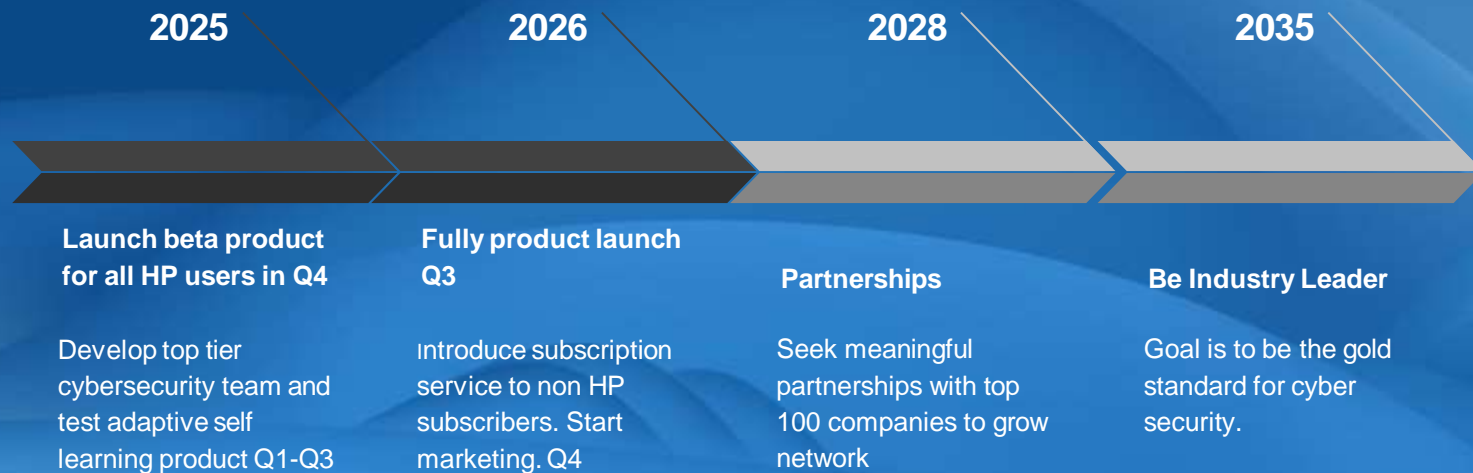 2025
2026
2028
2035
Launch beta product
for all HP users in Q4
Develop top tier
cybersecurity team and
test adaptive self
learning product Q1-Q3
Fully product launch
Q3
Introduce subscription
service to non HP
subscribers. Start
marketing. Q4
Partnerships
Seek meaningful
partnerships with top
100 companies to grow
network
Be Industry Leader
Goal is to be the gold
standard for cyber
security.